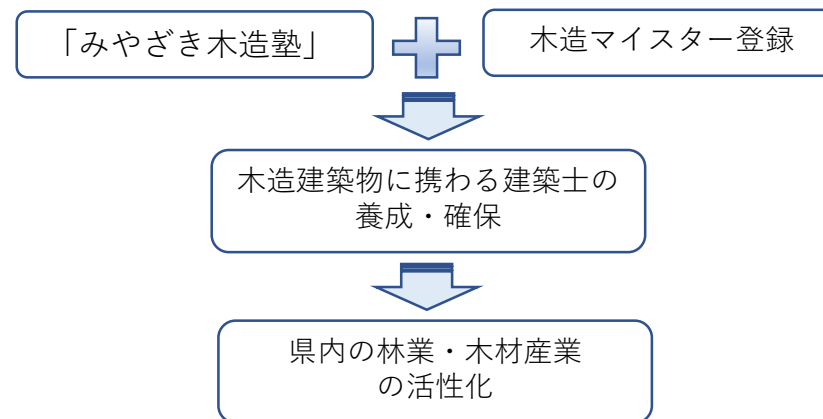 「みやざき木造塾」
木造マイスター登録
木造建築物に携わる建築士の
養成・確保
県内の林業・木材産業
の活性化